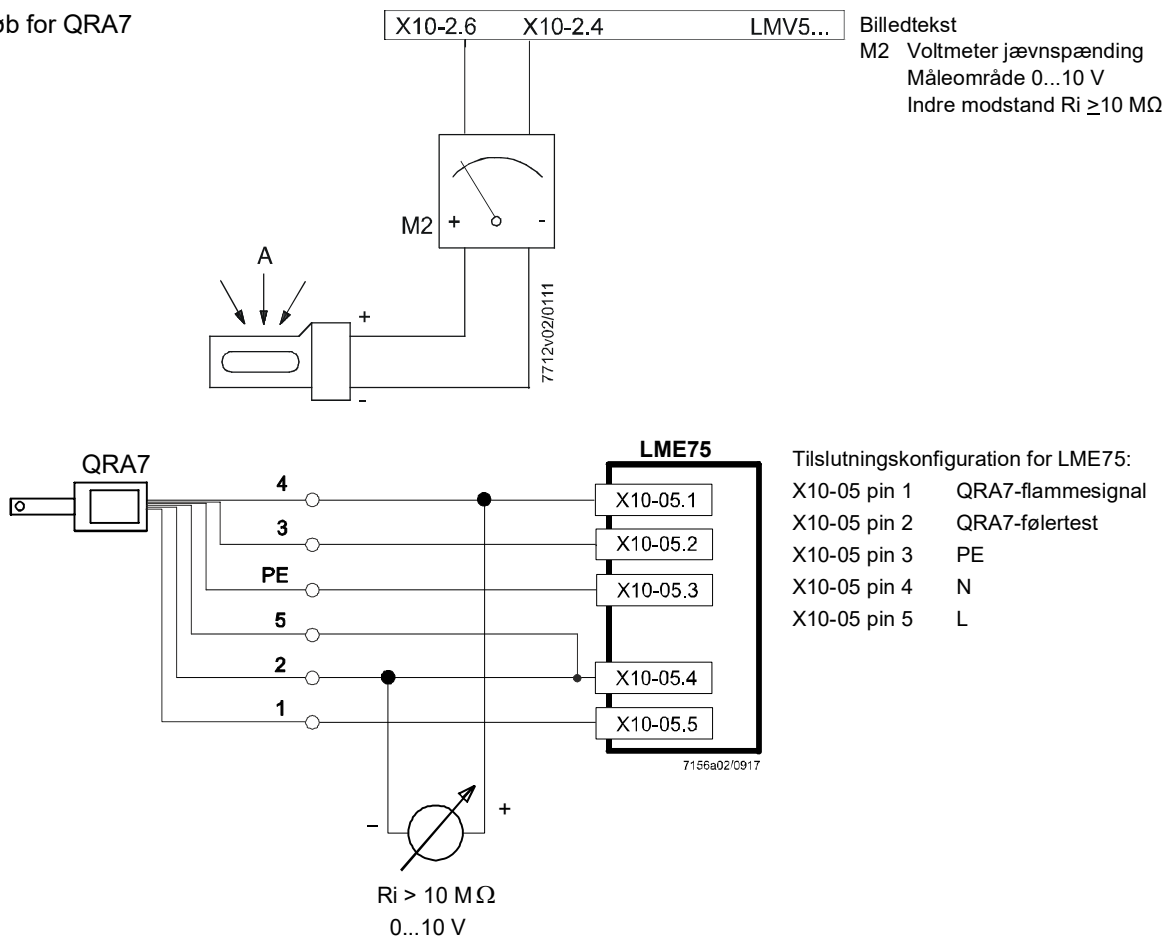 øb for QRA7
X10-2.6 X10-2.4 LMV5...
Billedtekst
M2 Voltmeter jævnspænding
Måleområde 0...10 V
Indre modstand Ri ≥10 MΩ
M2 + -
A
+
-
7712v02/0111
QRA7
LME75
4
3
PE
5
2
1
X10-05.1
X10-05.2
X10-05.3
X10-05.4
X10-05.5
7156a02/0917
Tilslutningskonfiguration for LME75:
X10-05 pin 1 QRA7-flammesignal
X10-05 pin 2 QRA7-følertest
X10-05 pin 3 PE
X10-05 pin 4 N
X10-05 pin 5 L
– +
Ri > 10 MΩ
0...10 V